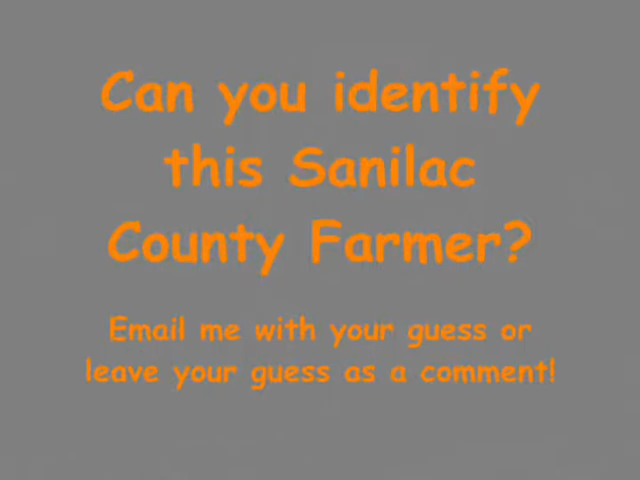 Can you identify
this Sanilac
County Farmer?
Email me with your guess or
leave your guess as a comment!